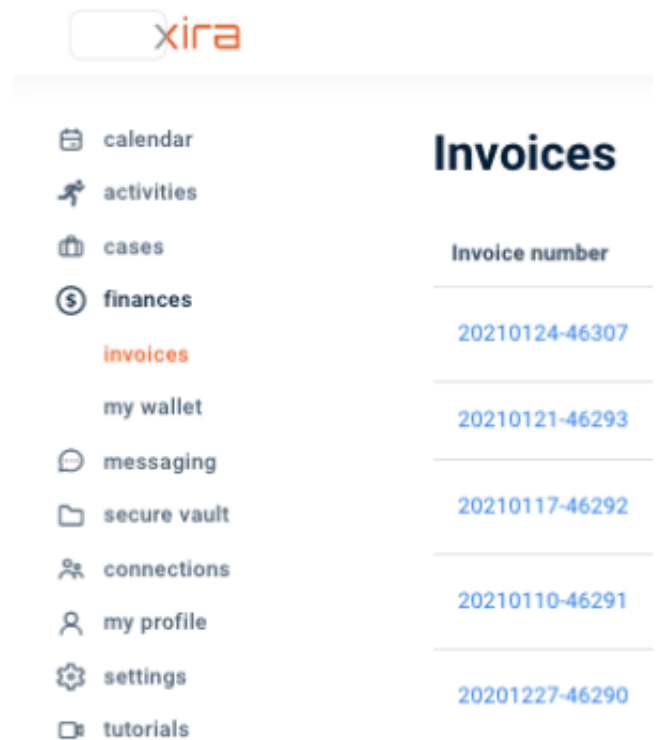 xira
calendar
activities
cases
finances
invoices
my wallet
messaging
secure vault
connections
my profile
settings
tutorials
Invoices
Invoice number
20210124-46307
20210121-46293
20210117-46292
20210110-46291
20201227-46290